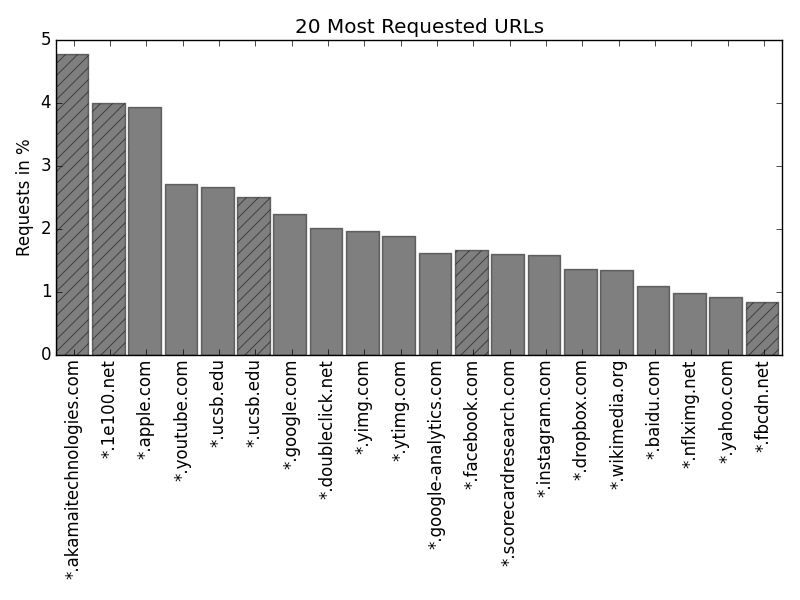 20 Most Requested URLs
Requests in %
5
4
3
2
1
0
*.akamaitechnologies.com
*.1e100.net
*.apple.com
*.youtube.com
*.ucsb.edu
*.ucsb.edu
*.google.com
*.doubleclick.net
*.yimg.com
*.ytimg.com
*.google-analytics.com
*.facebook.com
*.scorecardresearch.com
*.instagram.com
*.dropbox.com
*.wikimedia.org
*.baidu.com
*.nflximg.net
*.yahoo.com
*.fbcdn.net